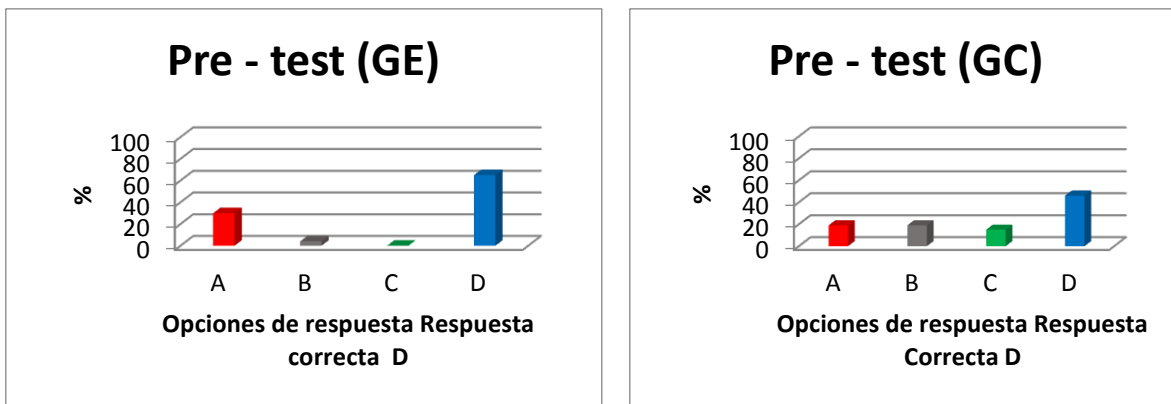 Pre - test (GE)
100
80
60
40
20
0
%
A B C D
Opciones de respuesta Respuesta
correcta D
Pre - test (GC)
100
80
60
40
20
0
%
A B C D
Opciones de respuesta Respuesta
Correcta D